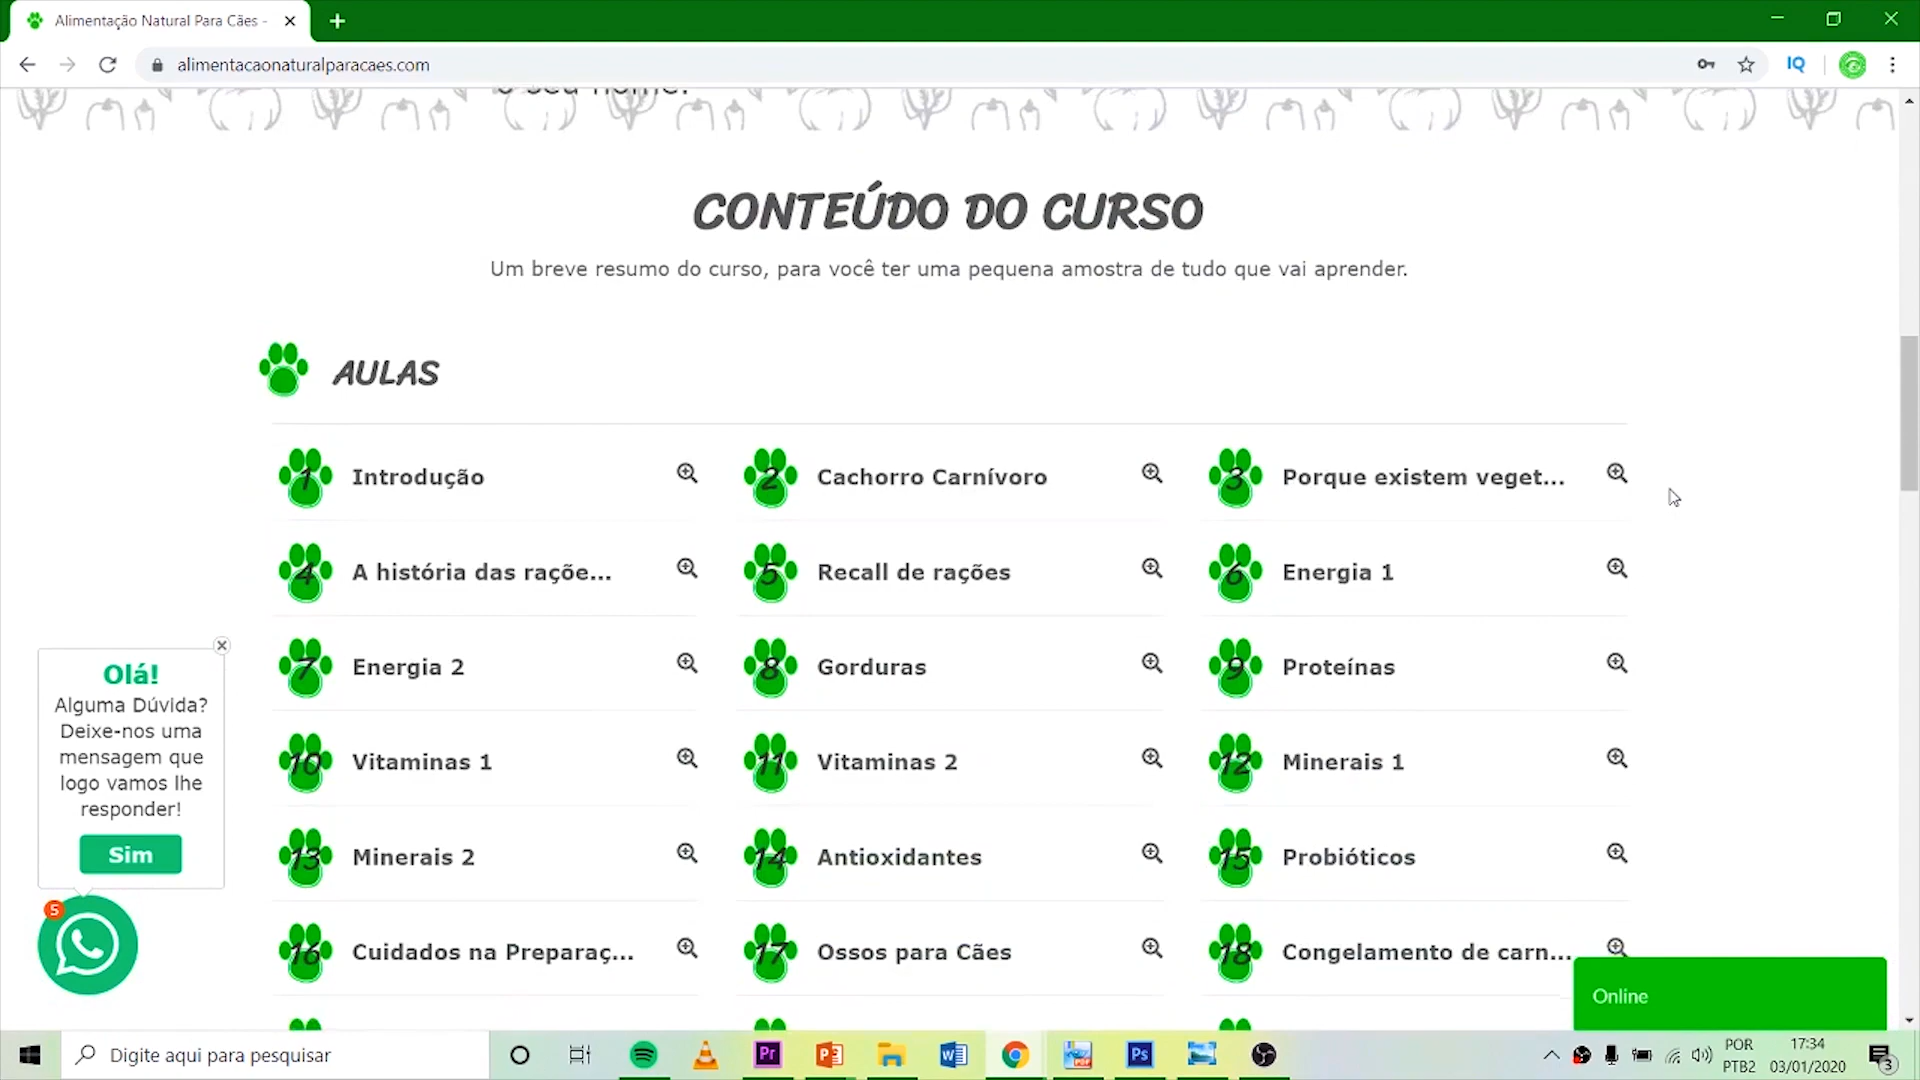 Alimentação Natural Para Cães -
alimentacaonaturalparacaes.com
IQ
o seu nome.
CONTEÚDO DO CURSO
Um breve resumo do curso, para você ter uma pequena amostra de tudo que vai aprender.
AULAS
1 Introdução
2 Cachorro Carnívoro
3 Porque existem veget...
4 A história das raçõe...
5 Recall de rações
6 Energia 1
7 Energia 2
8 Gorduras
9 Proteínas
10 Vitaminas 1
11 Vitaminas 2
12 Minerais 1
13 Minerais 2
14 Antioxidantes
15 Probióticos
16 Cuidados na Preparaç...
17 Ossos para Cães
18 Congelamento de carn...
Olá!
Alguma Dúvida?
Deixe-nos uma
mensagem que
logo vamos lhe
responder!
Sim
5
Online
Digite aqui para pesquisar
Pr
Ps
POR
PTB2
17:34
03/01/2020
3